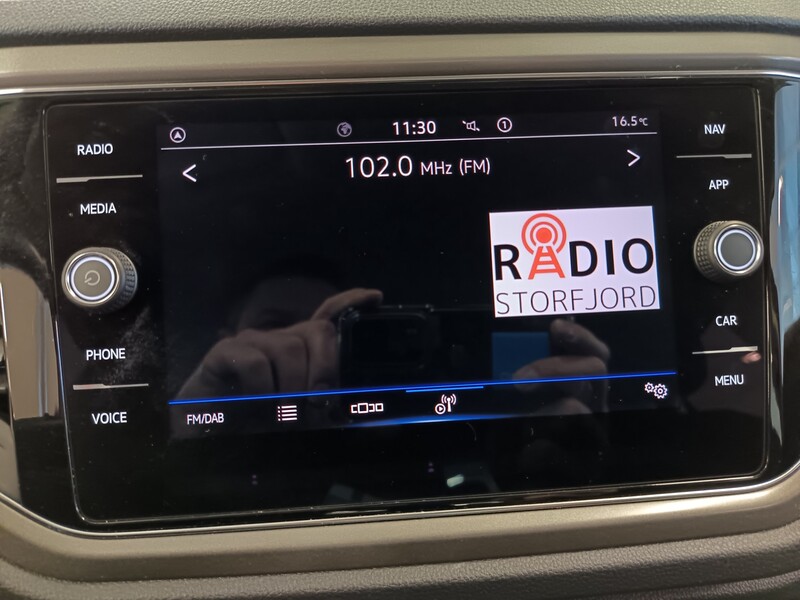 11:30
1
16.5°C
102.0 MHz (FM)
RADIO
STORFJORD
FM/DAB
RADIO
MEDIA
PHONE
VOICE
NAV
APP
CAR
MENU